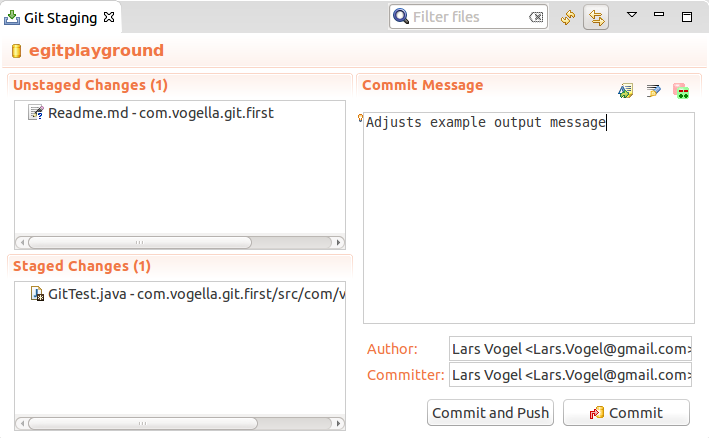 Git Staging
Filter files
egitplayground
Unstaged Changes (1)
Readme.md - com.vogella.git.first
Staged Changes (1)
GitTest.java - com.vogella.git.first/src/com/v
Commit Message
Adjusts example output message
Author: Lars Vogel <Lars.Vogel@gmail.com>
Committer: Lars Vogel <Lars.Vogel@gmail.com>
Commit and Push
Commit